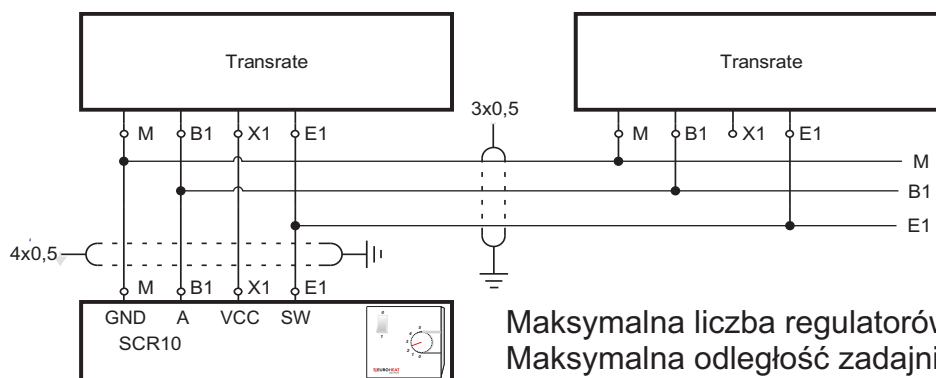 Transrate Transrate
3x0,5
M B1 X1 E1 M B1 X1 E1
M
B1
E1
4x0,5
M B1 X1 E1
GND A VCC SW
SCR10
EUROHEAT
Maksymalna liczba regulatorów
Maksymalna odległość zadajni